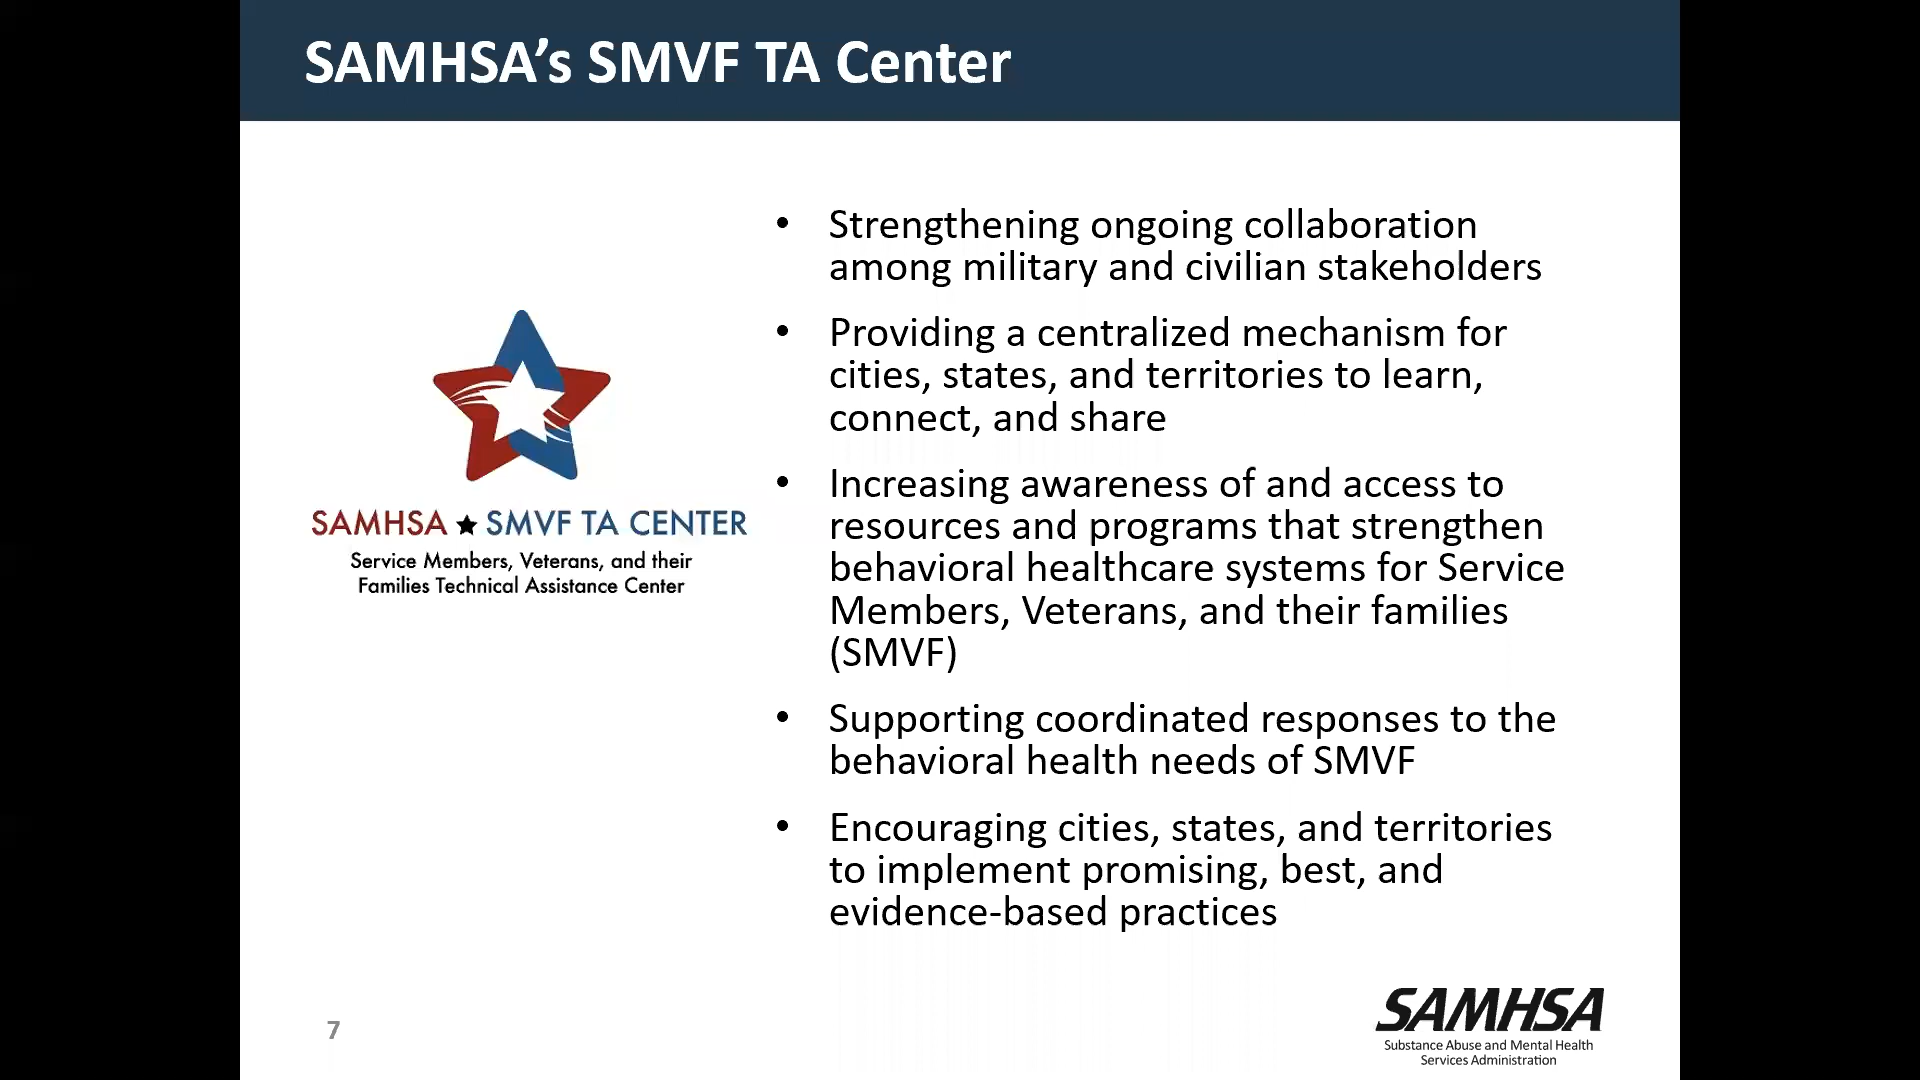 SAMHSA’s SMVF TA Center
SAMHSA ★ SMVF TA CENTER
Service Members, Veterans, and their
Families Technical Assistance Center
• Strengthening ongoing collaboration
among military and civilian stakeholders
• Providing a centralized mechanism for
cities, states, and territories to learn,
connect, and share
• Increasing awareness of and access to
resources and programs that strengthen
behavioral healthcare systems for Service
Members, Veterans, and their families
(SMVF)
• Supporting coordinated responses to the
behavioral health needs of SMVF
• Encouraging cities, states, and territories
to implement promising, best, and
evidence-based practices
7
SAMHSA
Substance Abuse and Mental Health
Services Administration